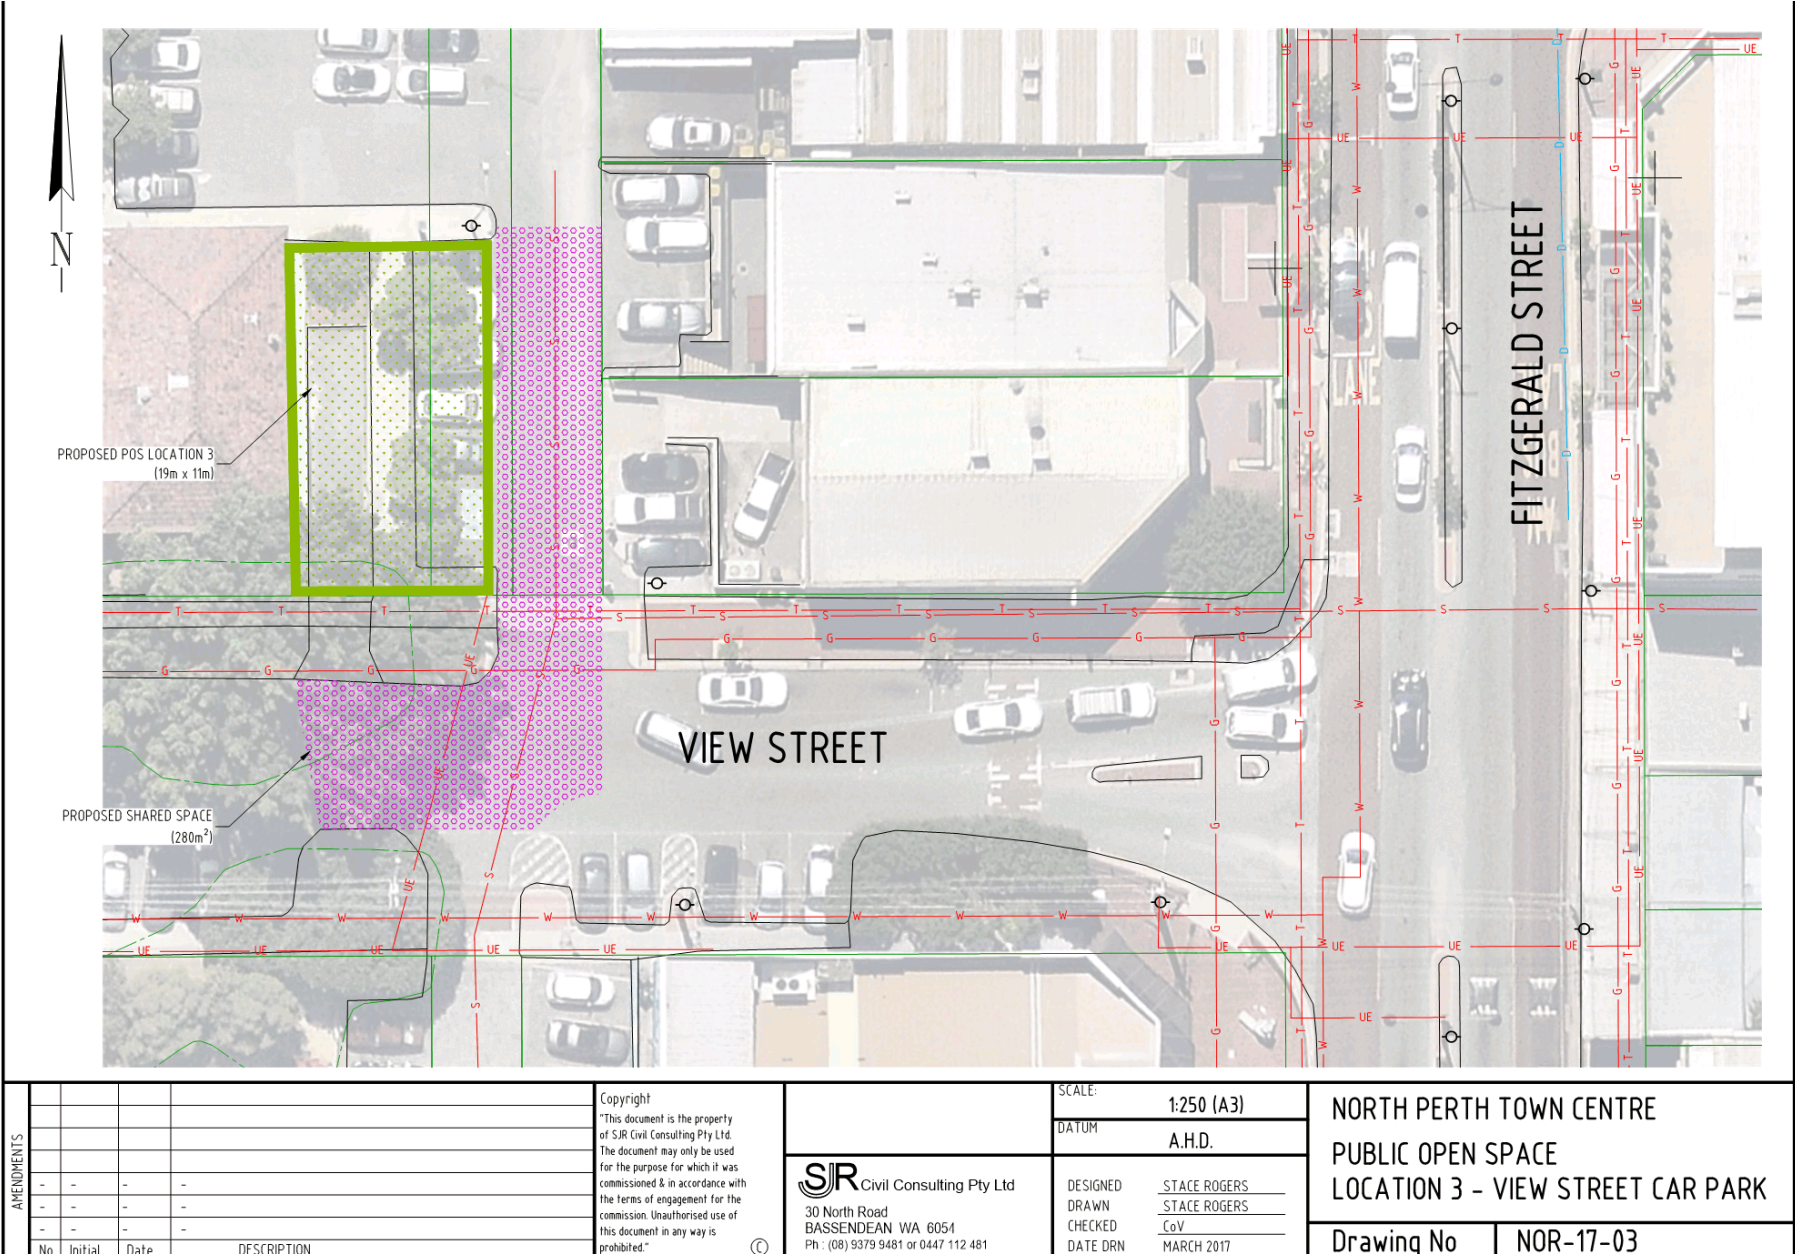 N
PROPOSED POS LOCATION 3
(19m x 11m)
PROPOSED SHARED SPACE
(280m²)
VIEW STREET
FITZGERALD STREET
AMENDMENTS
No Initial Date DESCRIPTION
Copyright
"This document is the property
of SJR Civil Consulting Pty Ltd.
The document may only be used
for the purpose for which it was
commissioned & in accordance with
the terms of engagement for the
commission. Unauthorised use of
this document in any way is
prohibited."
©
SJR Civil Consulting Pty Ltd
30 North Road
BASSENDEAN WA 6054
Ph : (08) 9379 9481 or 0447 112 481
SCALE: 1:250 (A3)
DATUM A.H.D.
DESIGNED STACE ROGERS
DRAWN STACE ROGERS
CHECKED CoV
DATE DRN MARCH 2017
NORTH PERTH TOWN CENTRE
PUBLIC OPEN SPACE
LOCATION 3 - VIEW STREET CAR PARK
Drawing No NOR-17-03